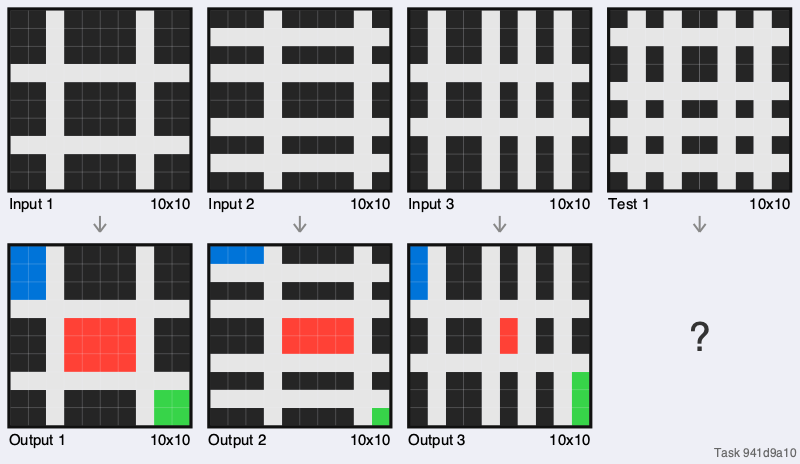 Input 1 10x10
Input 2 10x10
Input 3 10x10
Test 1 10x10
?
Output 1 10x10
Output 2 10x10
Output 3 10x10
Task 941d9a10